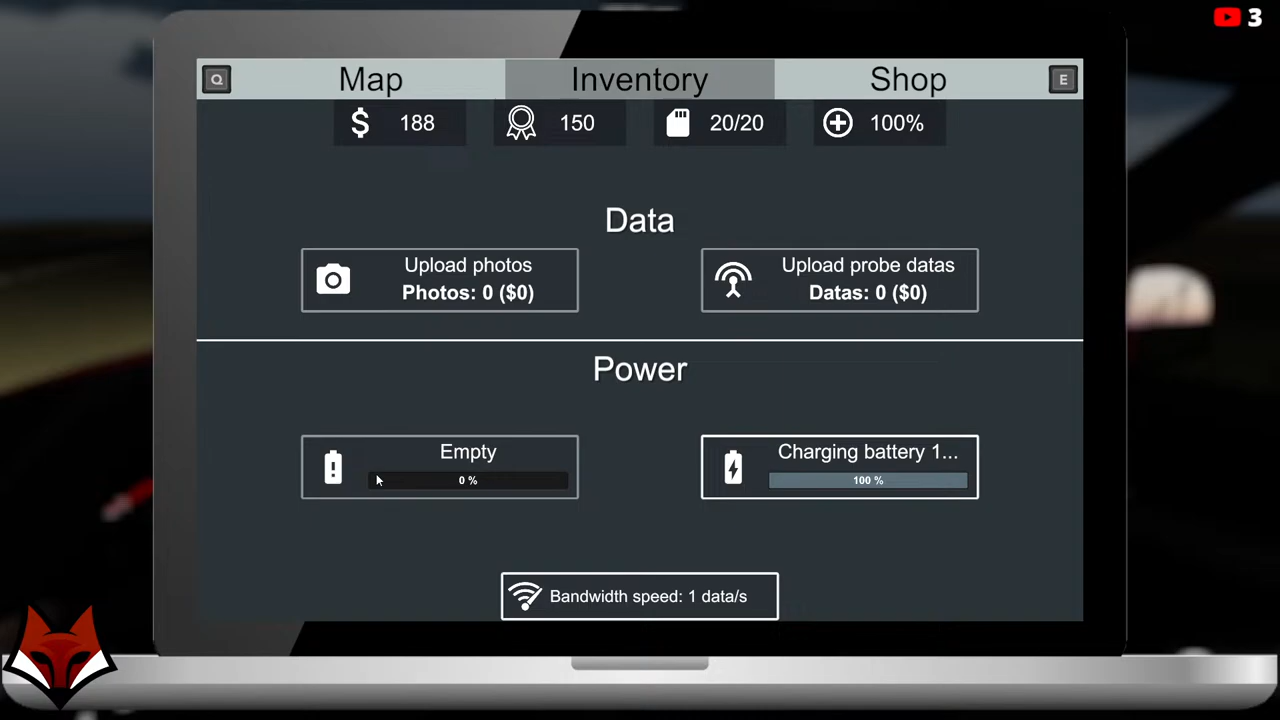 3
Q
Map
Inventory
Shop
E
$ 188
150
20/20
100%
Data
Upload photos
Photos: 0 ($0)
Upload probe datas
Datas: 0 ($0)
Power
Empty
0 %
Charging battery 1...
100 %
Bandwidth speed: 1 data/s